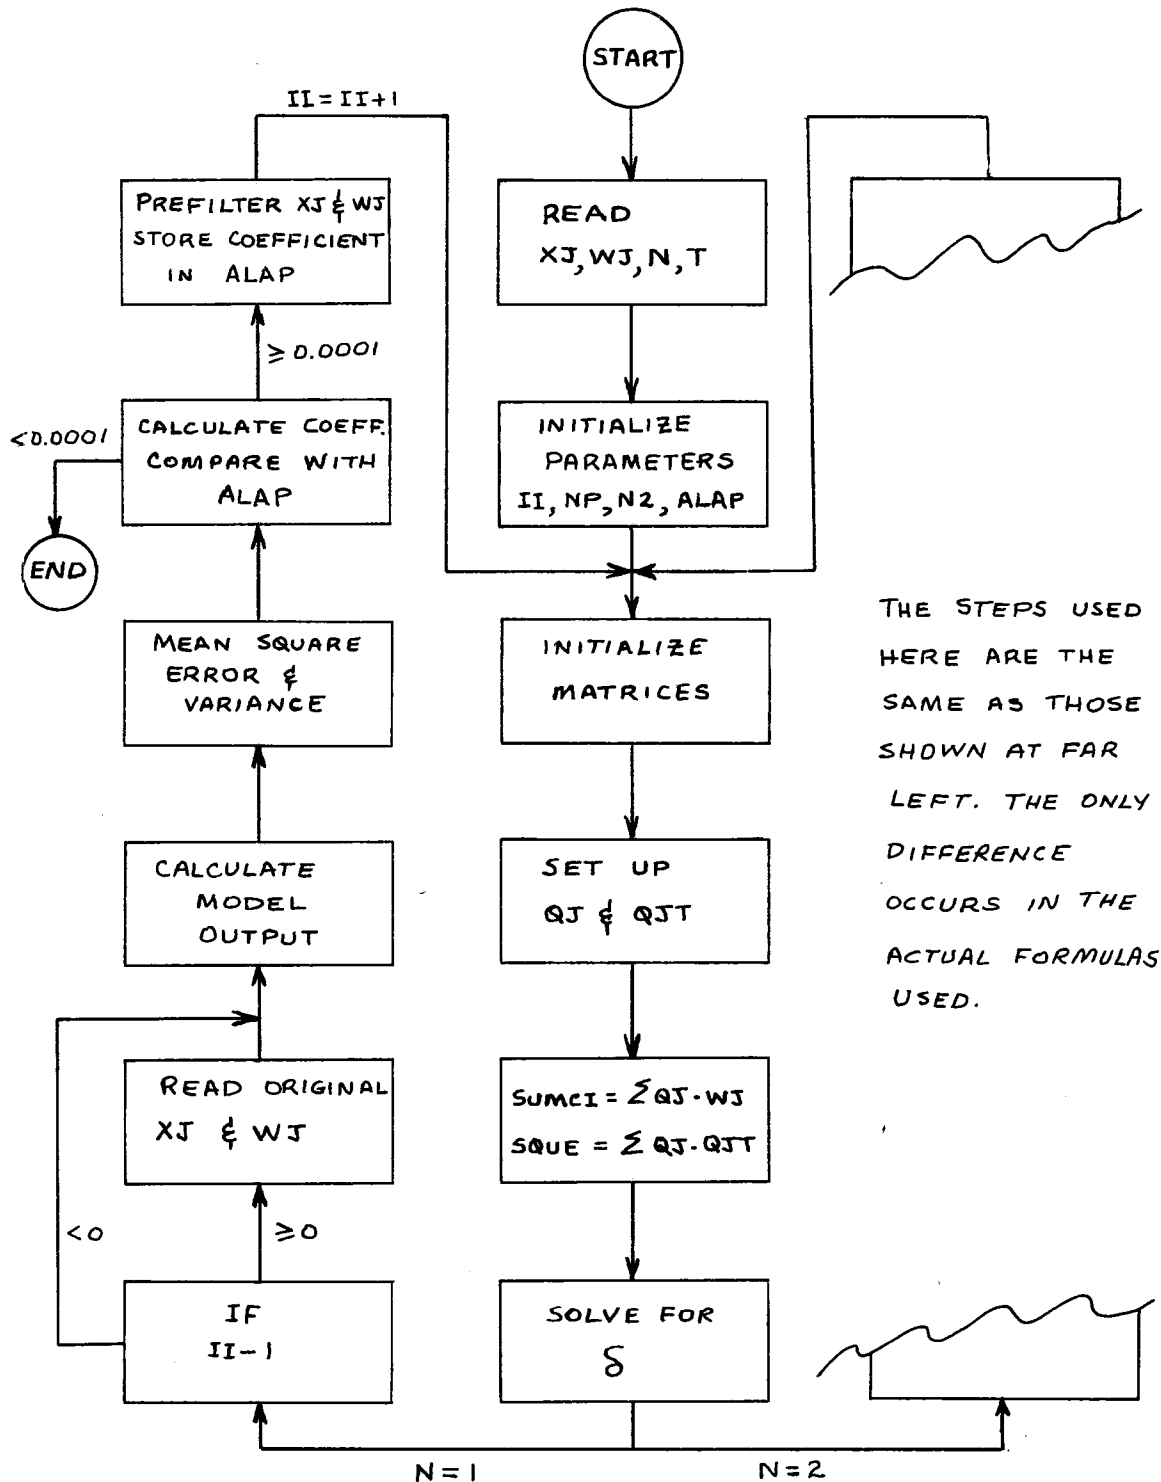 START
II = II+1
PREFILTER XJ & WJ
STORE COEFFICIENT
IN ALAP
READ
XJ, WJ, N, T
≥ 0.0001
<0.0001
CALCULATE COEFF.
COMPARE WITH
ALAP
INITIALIZE
PARAMETERS
II, NP, N2, ALAP
END
MEAN SQUARE
ERROR &
VARIANCE
INITIALIZE
MATRICES
THE STEPS USED
HERE ARE THE
SAME AS THOSE
SHOWN AT FAR
LEFT. THE ONLY
DIFFERENCE
OCCURS IN THE
ACTUAL FORMULAS
USED.
CALCULATE
MODEL
OUTPUT
SET UP
QJ & QJT
READ ORIGINAL
XJ & WJ
SUMCI = Σ QJ·WJ
SQUE = Σ QJ·QJT
<0
≥0
IF
II-1
SOLVE FOR
δ
N=1
N=2